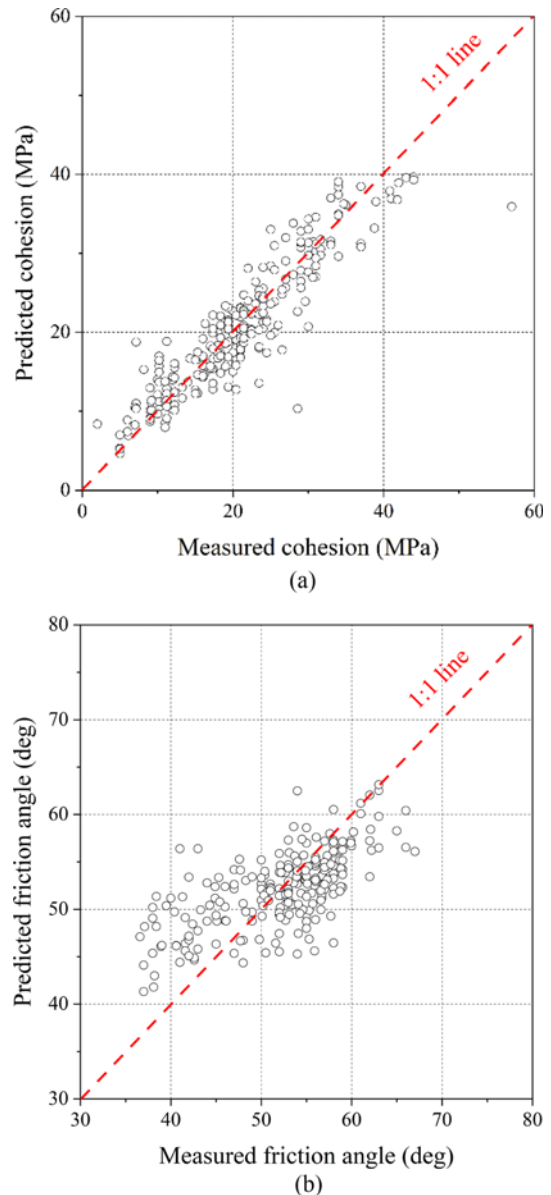 60
1:1 line
40
20
0
Predicted cohesion (MPa)
0 20 40 60
Measured cohesion (MPa)
(a)
80
1:1 line
70
60
50
40
30
Predicted friction angle (deg)
30 40 50 60 70 80
Measured friction angle (deg)
(b)